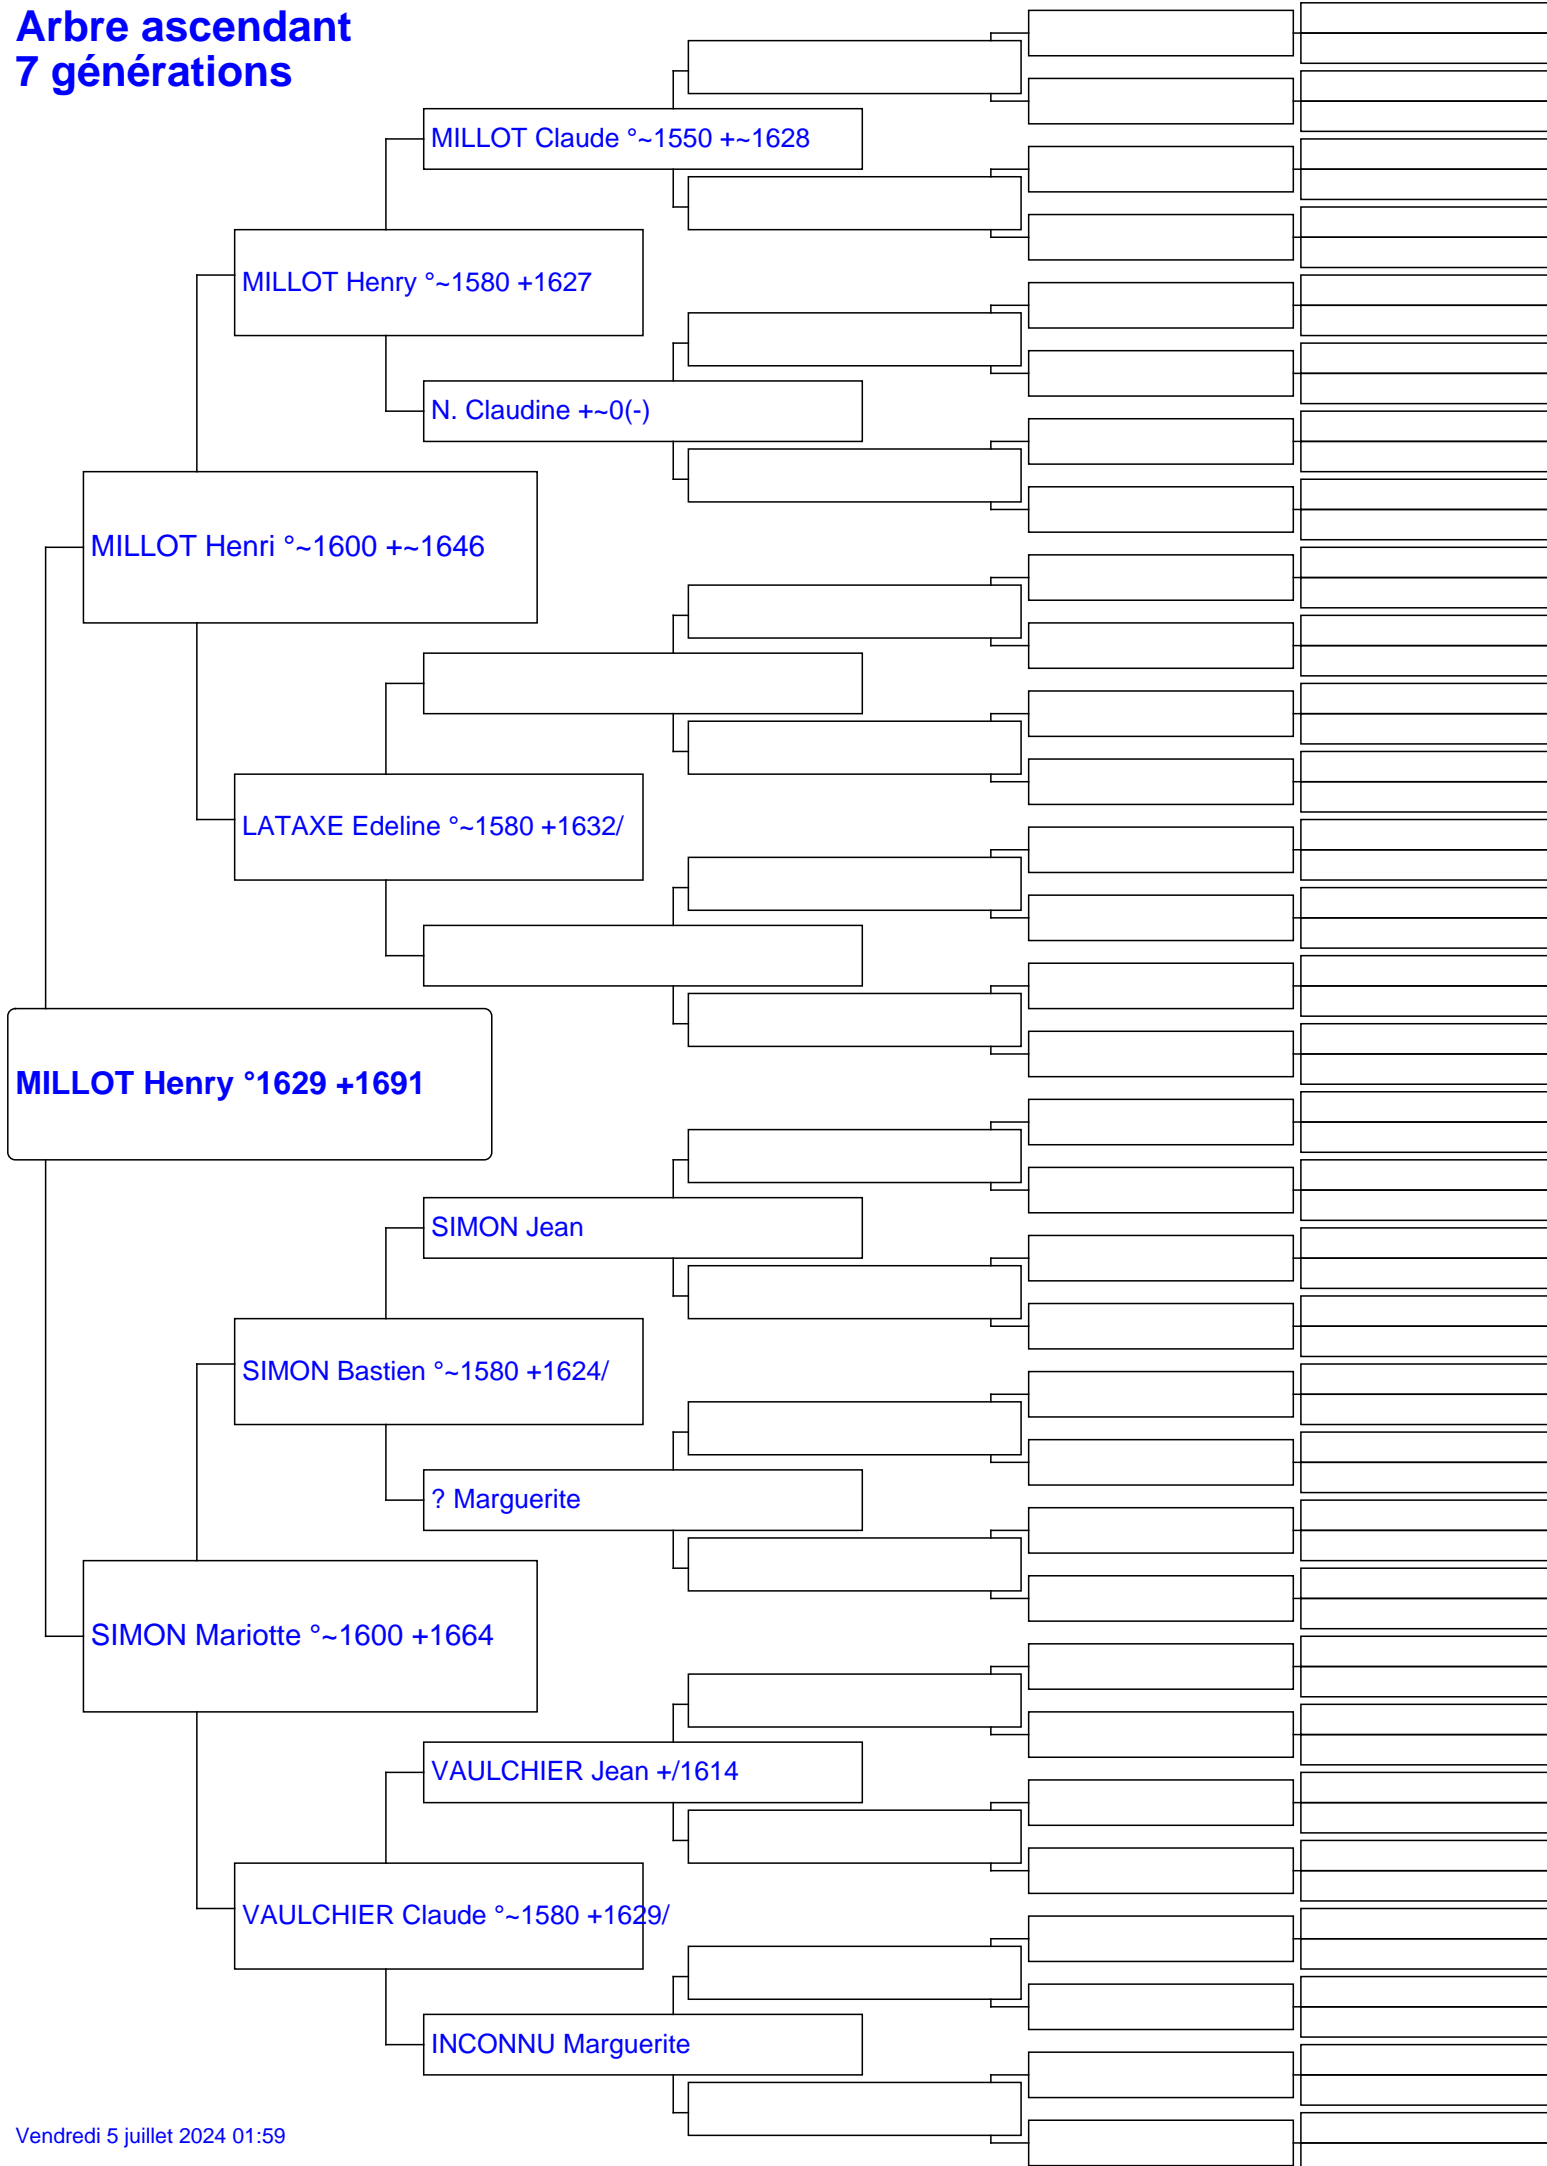 Arbre ascendant
7 générations
MILLOT Claude °~1550 +~1628
MILLOT Henry °~1580 +1627
N. Claudine +~0(-)
MILLOT Henri °~1600 +~1646
LATAXE Edeline °~1580 +1632/
MILLOT Henry °1629 +1691
SIMON Jean
SIMON Bastien °~1580 +1624/
? Marguerite
SIMON Mariotte °~1600 +1664
VAULCHIER Jean +/1614
VAULCHIER Claude °~1580 +1629/
INCONNU Marguerite
Vendredi 5 juillet 2024 01:59